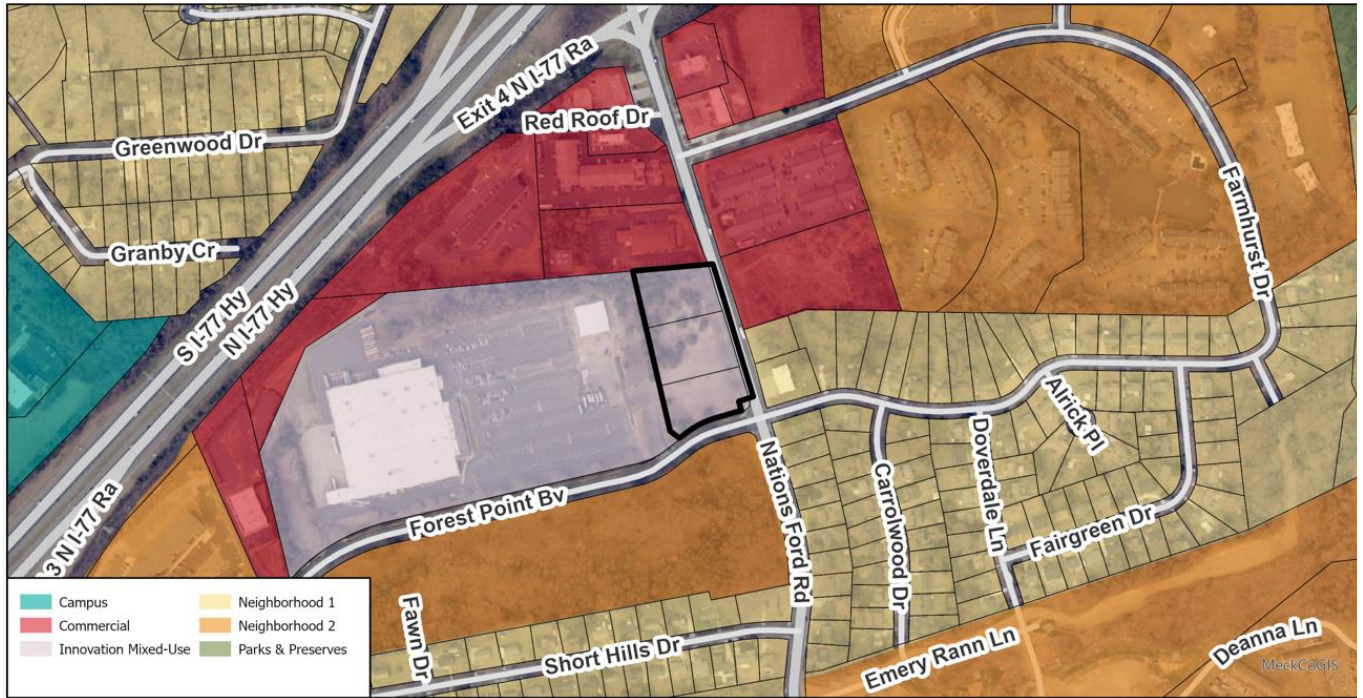 Exit 4 N I-77 Ra
Red Roof Dr
Greenwood Dr
Granby Cr
S I-77 Hy
N I-77 Hy
Farmhurst Dr
Alrick Pl
Doverdale Ln
Carrolwood Dr
Nations Ford Rd
Forest Point Bv
Fairgreen Dr
3 N I-77 Ra
Fawn Dr
Short Hills Dr
Emery Rann Ln
Deanna Ln
MeckCoGIS
Campus
Commercial
Innovation Mixed-Use
Neighborhood 1
Neighborhood 2
Parks & Preserves